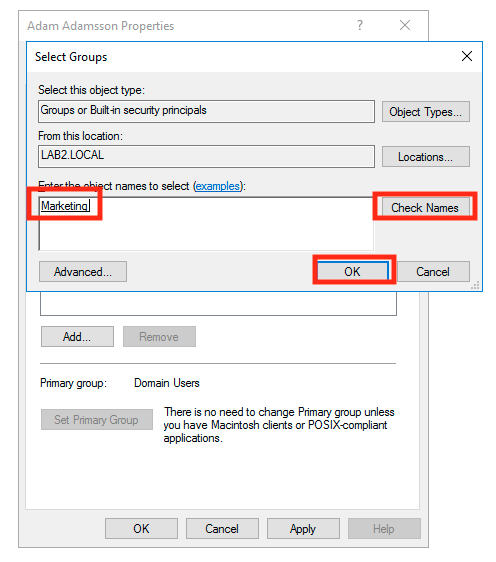 Adam Adamsson Properties
?
Select Groups
Select this object type:
Groups or Built-in security principals
Object Types...
From this location:
LAB2.LOCAL
Locations...
Enter the object names to select (examples):
Marketing
Check Names
Advanced...
OK
Cancel
Add...
Remove
Primary group:
Domain Users
Set Primary Group
There is no need to change Primary group unless
you have Macintosh clients or POSIX-compliant
applications.
OK
Cancel
Apply
Help